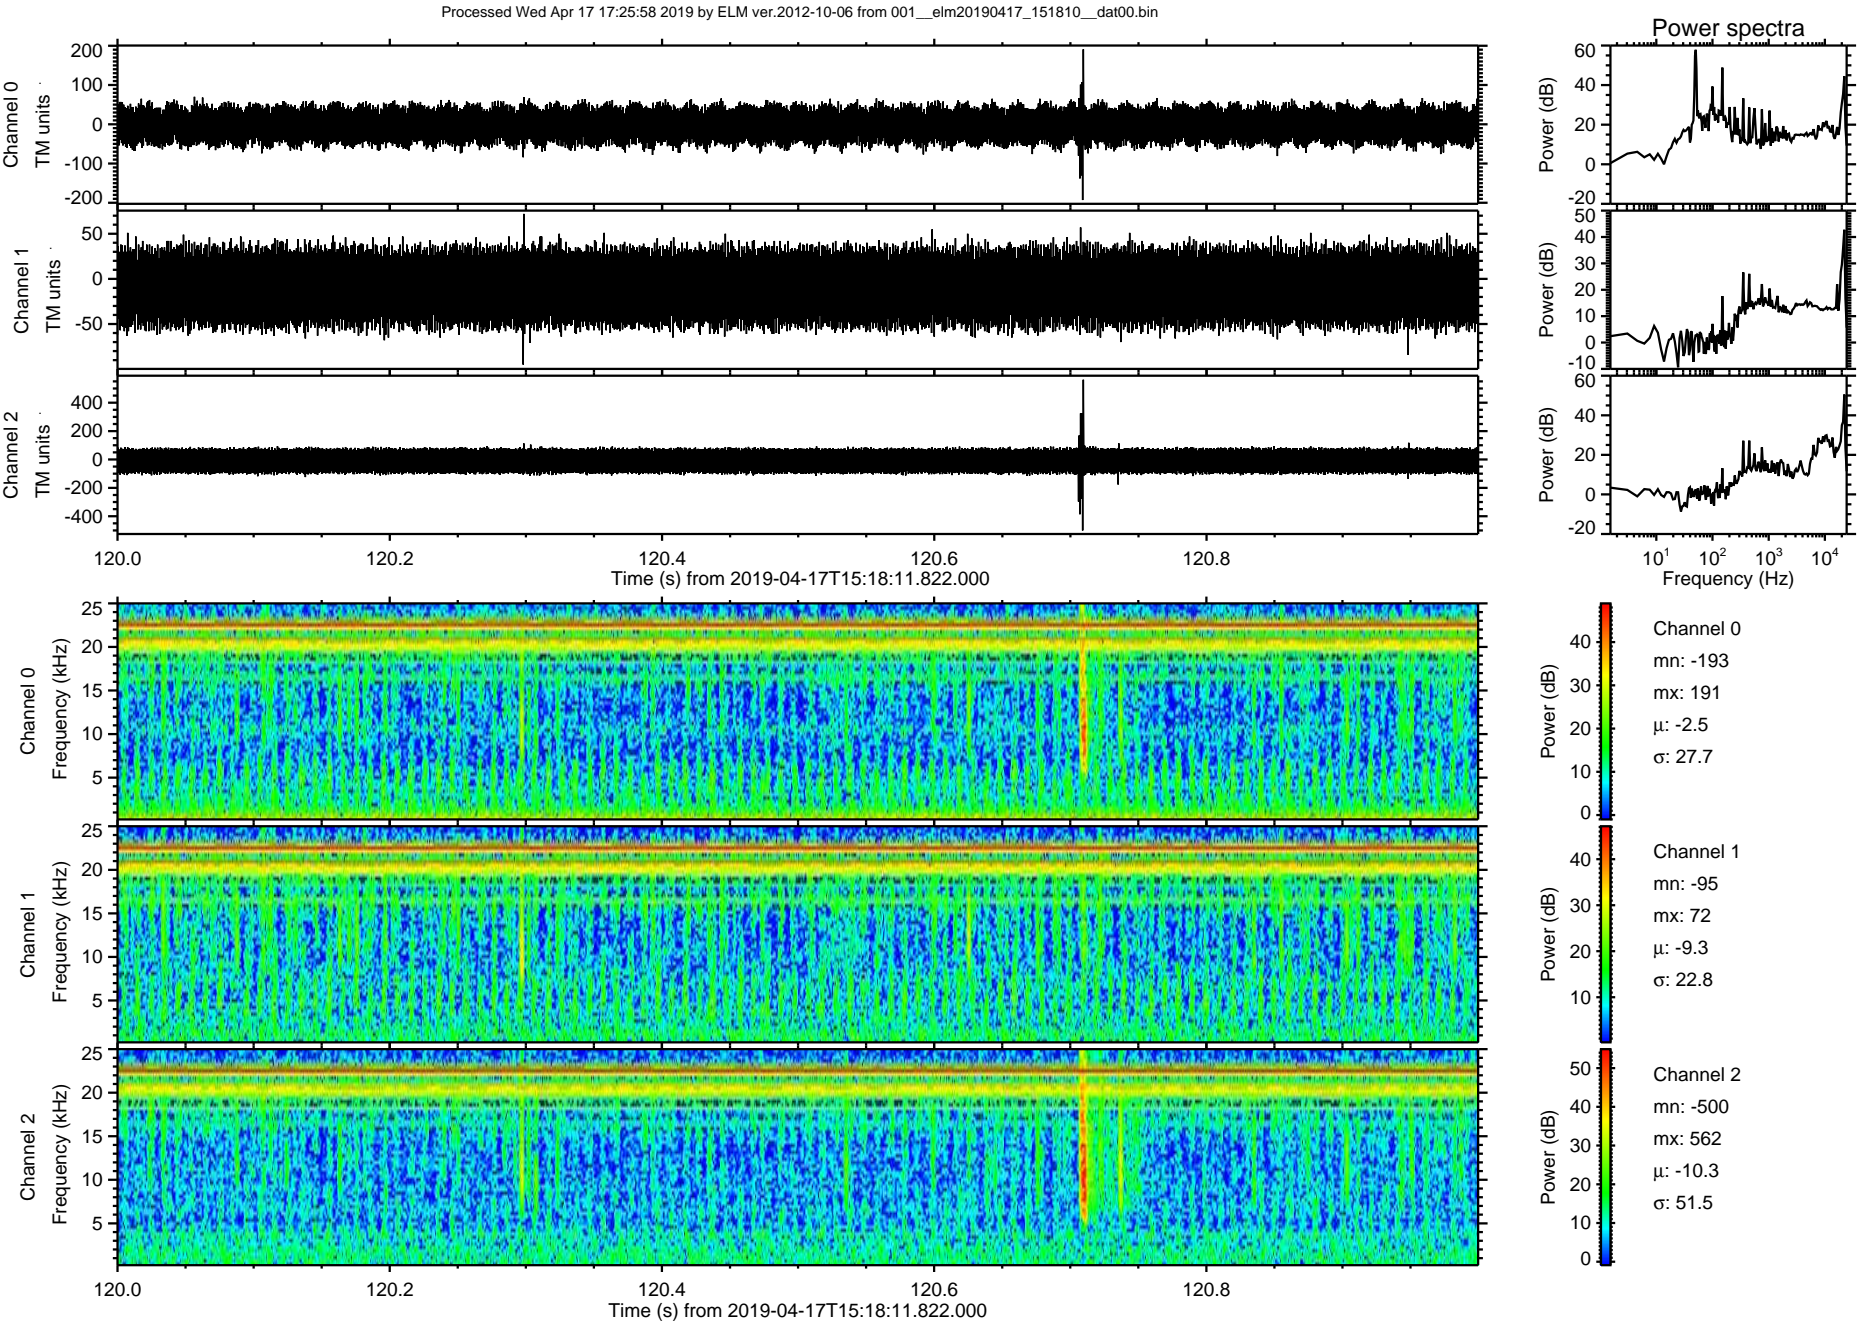 Processed Wed Apr 17 17:25:58 2019 by ELM ver.2012-10-06 from 001__elm20190417_151810__dat00.bin
Power spectra
Channel 0
TM units
200
100
0
-100
-200
Power (dB)
60
40
20
0
-20
Channel 1
TM units
50
0
-50
Power (dB)
50
40
30
20
10
0
-10
Channel 2
TM units
400
200
0
-200
-400
Power (dB)
60
40
20
0
-20
120.0 120.2 120.4 120.6 120.8
Time (s) from 2019-04-17T15:18:11.822.000
10^1 10^2 10^3 10^4
Frequency (Hz)
Channel 0
Frequency (kHz)
25
20
15
10
5
Power (dB)
40
30
20
10
0
Channel 0
mn: -193
mx: 191
µ: -2.5
σ: 27.7
Channel 1
Frequency (kHz)
25
20
15
10
5
Power (dB)
40
30
20
10
Channel 1
mn: -95
mx: 72
µ: -9.3
σ: 22.8
Channel 2
Frequency (kHz)
25
20
15
10
5
Power (dB)
50
40
30
20
10
0
Channel 2
mn: -500
mx: 562
µ: -10.3
σ: 51.5
120.0 120.2 120.4 120.6 120.8
Time (s) from 2019-04-17T15:18:11.822.000